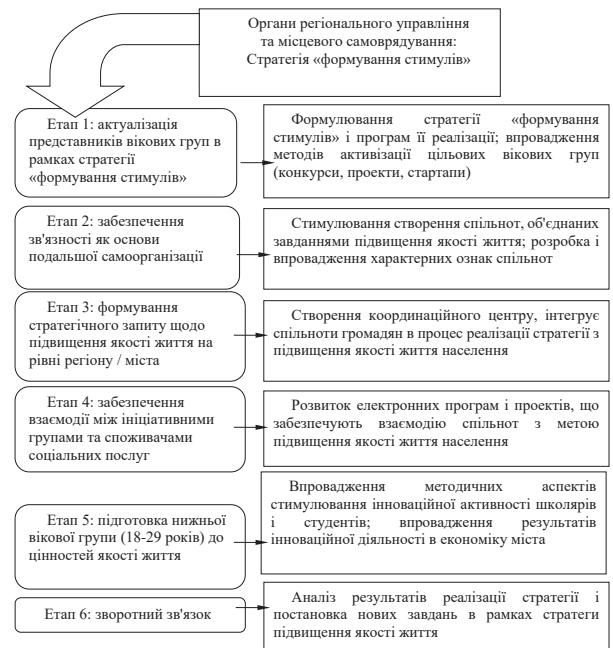 Органи регіонального управління
та місцевого самоврядування:
Стратегія «формування стимулів»
Етап 1: актуалізація
представників вікових груп в
рамках стратегії
«формування стимулів»
Формулювання стратегії «формування
стимулів» і програм її реалізації; впровадження
методів активізації цільових вікових груп
(конкурси, проекти, стартапи)
Етап 2: забезпечення
зв'язності як основи
подальшої самоорганізації
Стимулювання створення спільнот, об'єднаних
завданнями підвищення якості життя; розробка і
впровадження характерних ознак спільнот
Етап 3: формування
стратегічного запиту щодо
підвищення якості життя на
рівні регіону / міста
Створення координаційного центру, інтегрує
спільноти громадян в процес реалізації стратегії з
підвищення якості життя населення
Етап 4: забезпечення
взаємодії між ініціативними
групами та споживачами
соціальних послуг
Розвиток електронних програм і проектів, що
забезпечують взаємодію спільнот з метою
підвищення якості життя населення
Етап 5: підготовка нижньої
вікової групи (18-29 років) до
цінностей якості життя
Впровадження методичних аспектів
стимулювання інноваційної активності школярів
і студентів; впровадження результатів
інноваційної діяльності в економіку міста
Етап 6: зворотний зв'язок
Аналіз результатів реалізації стратегії і
постановка нових завдань в рамках стратеги
підвищення якості життя